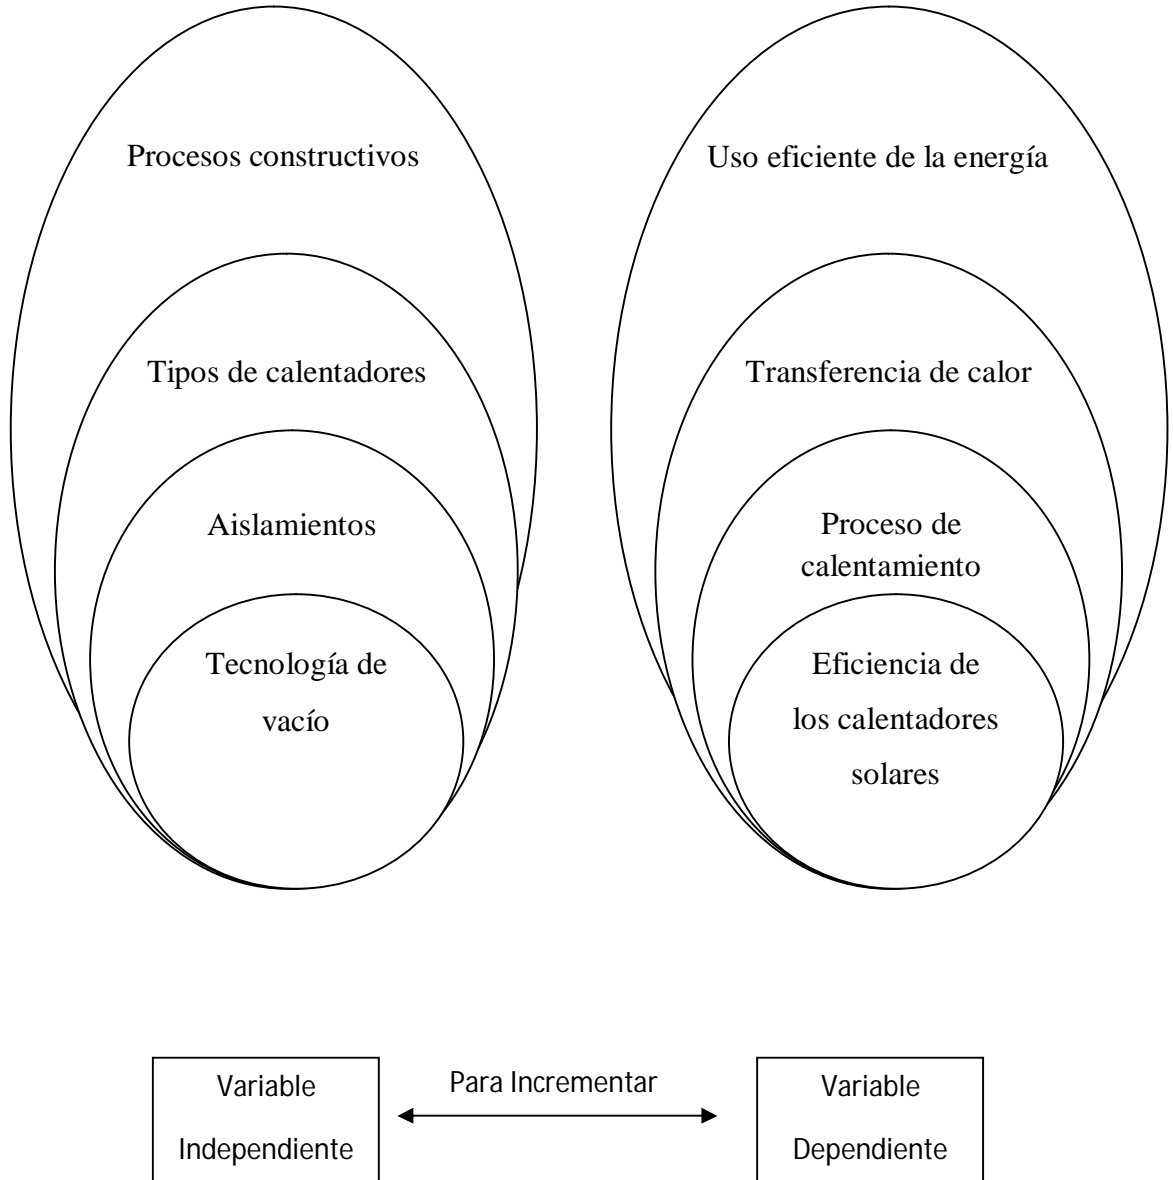 Procesos constructivos
Tipos de calentadores
Aislamientos
Tecnología de
vacío
Uso eficiente de la energía
Transferencia de calor
Proceso de
calentamiento
Eficiencia de
los calentadores
solares
Variable
Independiente
Para Incrementar
Variable
Dependiente